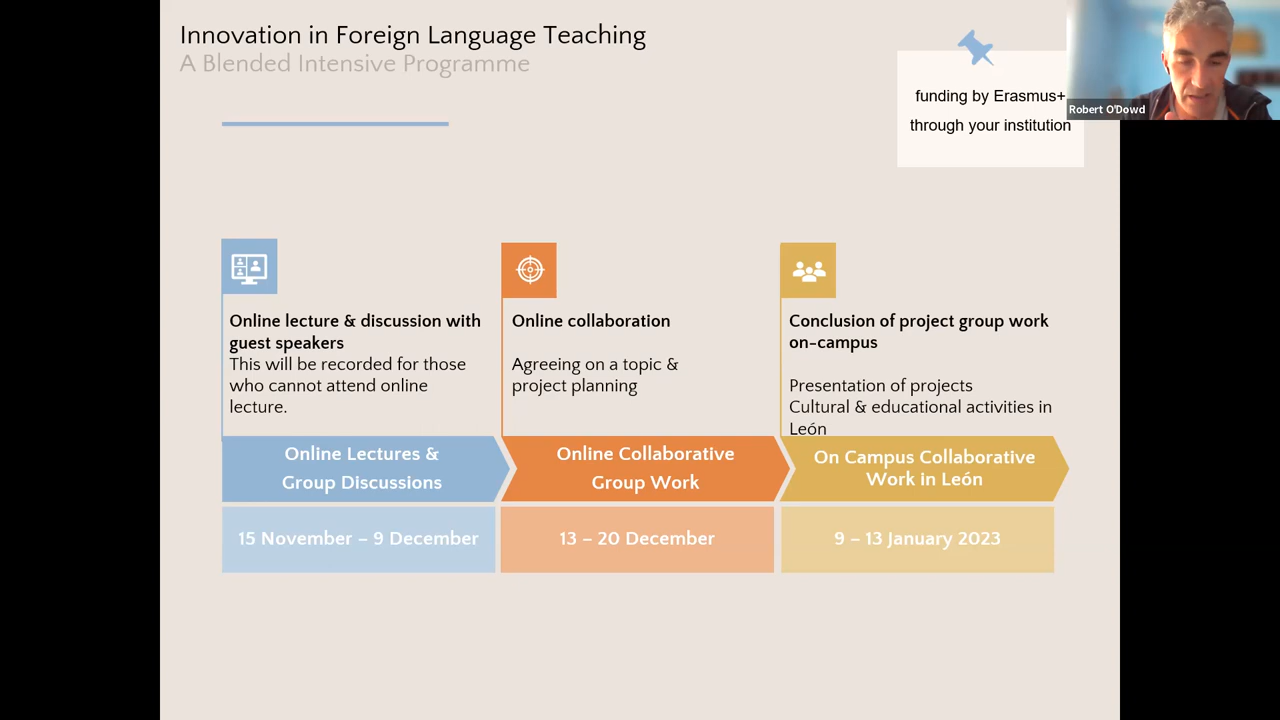 Innovation in Foreign Language Teaching
A Blended Intensive Programme
funding by Erasmus+
through your institution
Robert O'Dowd
Online lecture & discussion with
guest speakers
This will be recorded for those
who cannot attend online
lecture.
Online collaboration
Agreeing on a topic &
project planning
Conclusion of project group work
on-campus
Presentation of projects
Cultural & educational activities in
León
Online Lectures &
Group Discussions
Online Collaborative
Group Work
On Campus Collaborative
Work in León
15 November – 9 December
13 – 20 December
9 – 13 January 2023